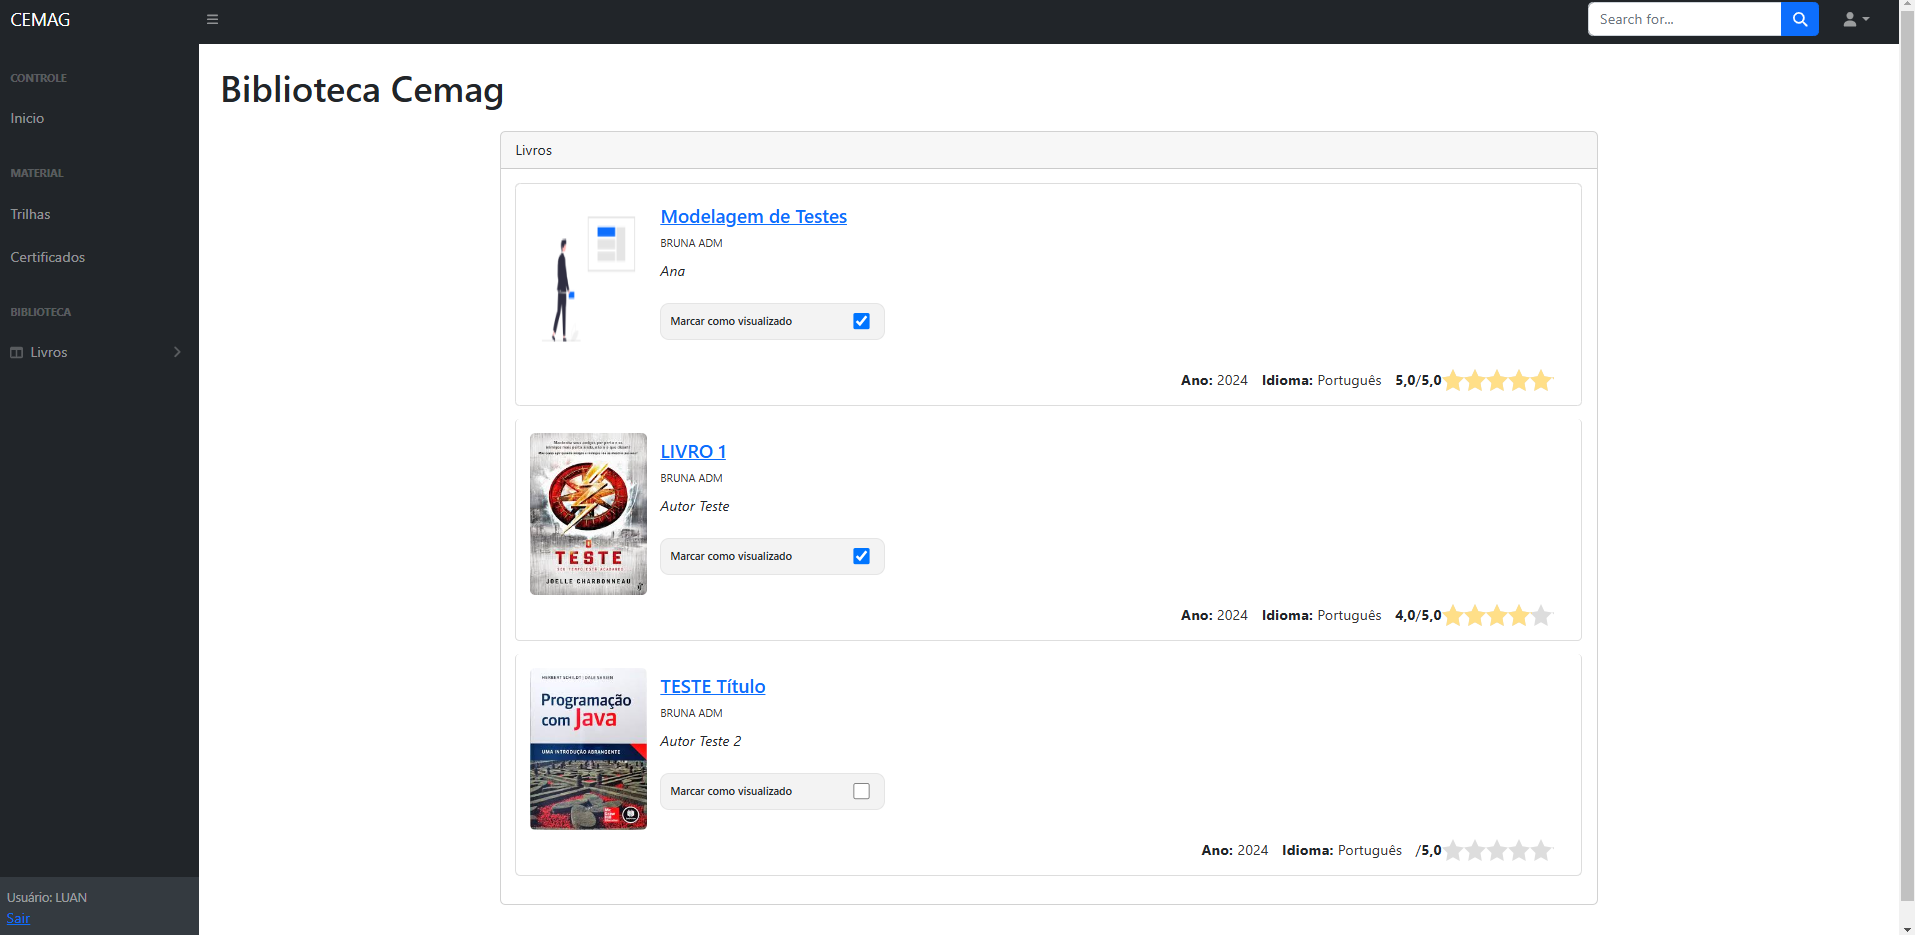 CEMAG
Search for...
CONTROLE
Inicio
MATERIAL
Trilhas
Certificados
BIBLIOTECA
Livros
Usuário: LUAN
Sair
Biblioteca Cemag
Livros
Modelagem de Testes
BRUNA ADM
Ana
Marcar como visualizado
Ano: 2024 Idioma: Português 5,0/5,0
TESTE
JOELLE CHARBONNEAU
LIVRO 1
BRUNA ADM
Autor Teste
Marcar como visualizado
Ano: 2024 Idioma: Português 4,0/5,0
Programação
com Java
UMA INTRODUÇÃO ABRANGENTE
TESTE Título
BRUNA ADM
Autor Teste 2
Marcar como visualizado
Ano: 2024 Idioma: Português /5,0